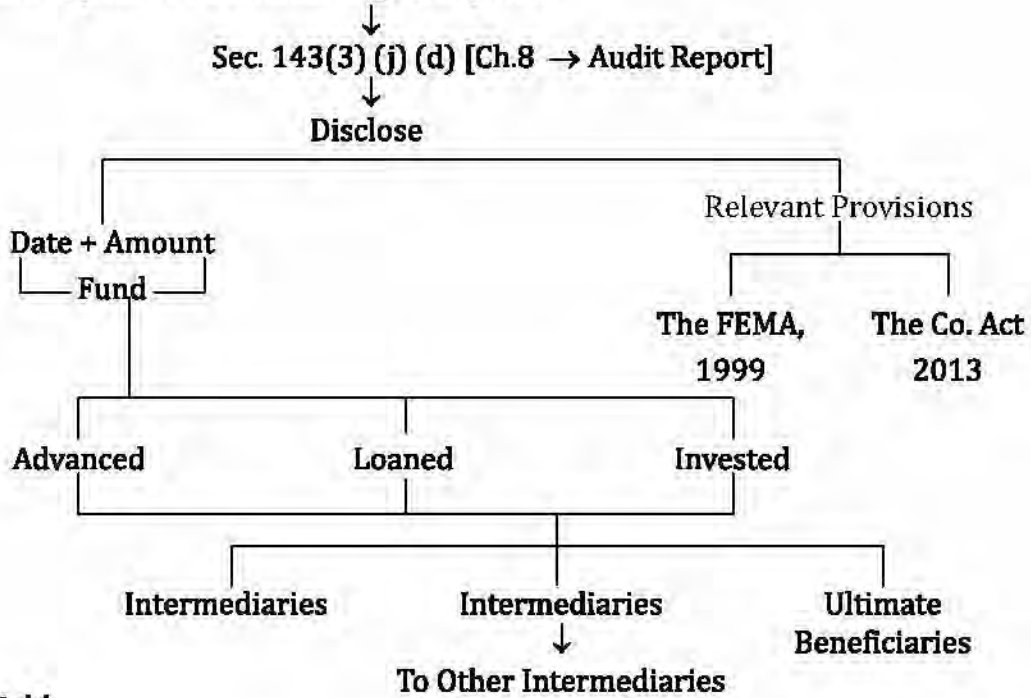 Sec. 143(3) (j) (d) [Ch.8 → Audit Report]
Disclose
Relevant Provisions
Date + Amount
Fund
The FEMA, 1999
The Co. Act 2013
Advanced Loaned Invested
Intermediaries Intermediaries Ultimate Beneficiaries
To Other Intermediaries